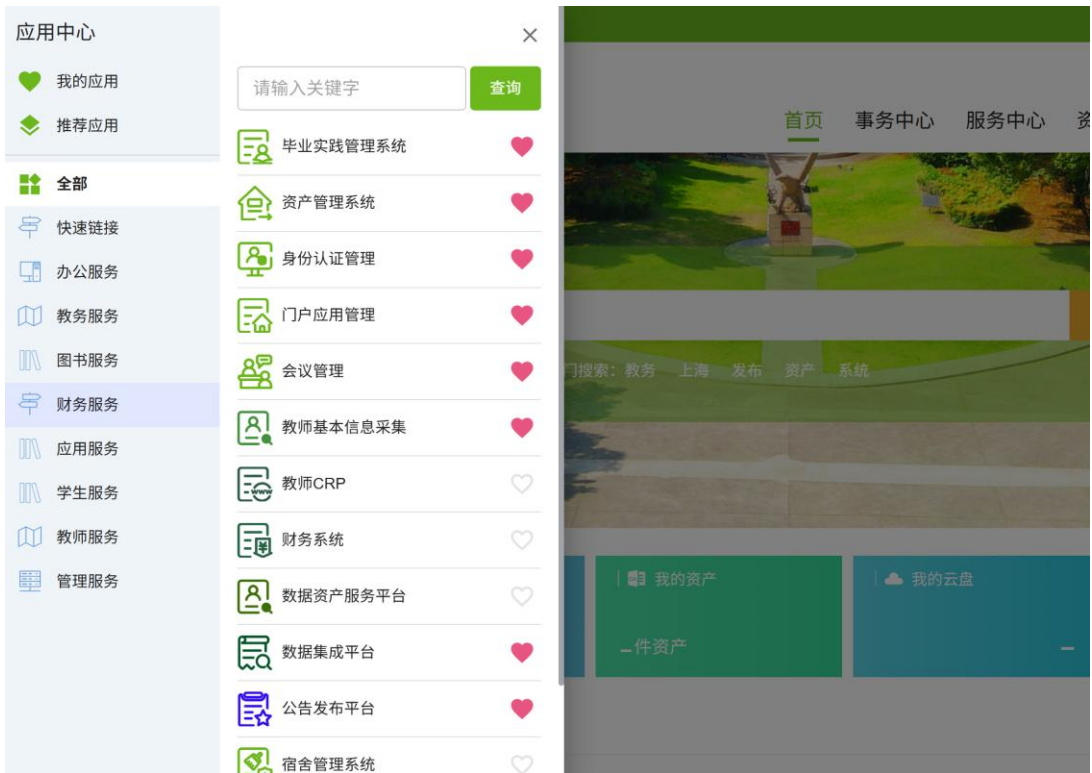 应用中心
我的应用
推荐应用
全部
快速链接
办公服务
教务服务
图书服务
财务服务
应用服务
学生服务
教师服务
管理服务
请输入关键字
查询
毕业实践管理系统
资产管理系统
身份认证管理
门户应用管理
会议管理
教师基本信息采集
教师CRP
财务系统
数据资产服务平台
数据集成平台
公告发布平台
宿舍管理系统
首页 事务中心 服务中心 资
门搜索: 教务 上海 发布 资产 系统
我的资产
件资产
我的云盘